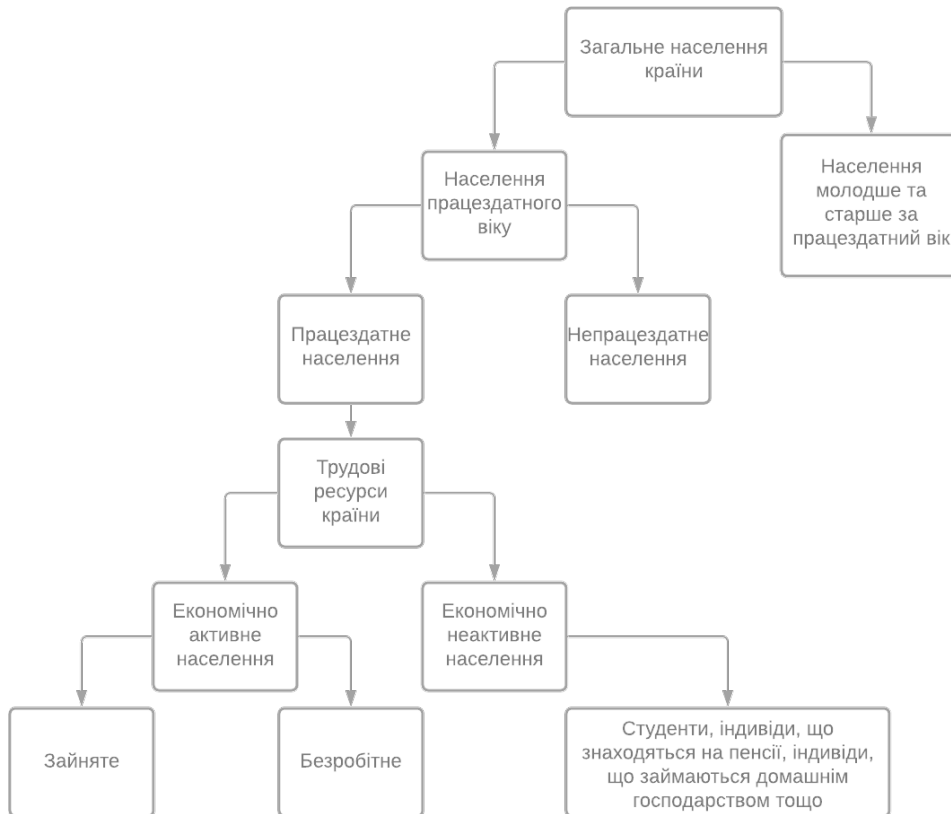 Загальне населення
країни
Населення
працездатного
віку
Населення
молодше та
старше за
працездатний вік
Працездатне
населення
Непрацездатне
населення
Трудові
ресурси
країни
Економічно
активне
населення
Економічно
неактивне
населення
Зайняте
Безробітне
Студенти, індивіди, що
знаходяться на пенсії, індивіди,
що займаються домашнім
господарством тощо